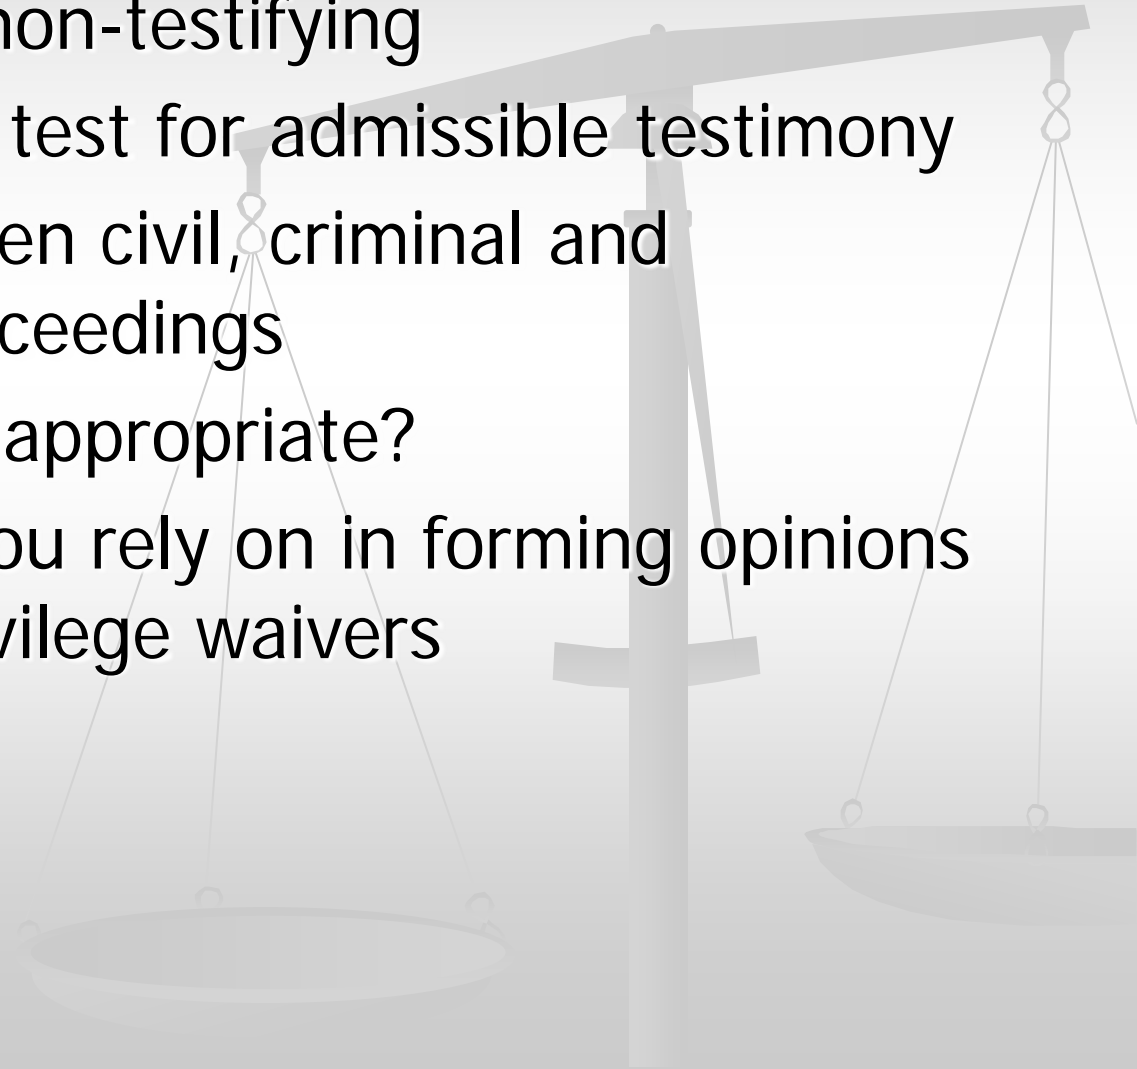 non-testifying
test for admissible testimony
en civil, criminal and
ceedings
appropriate?
ou rely on in forming opinions
vilege waivers